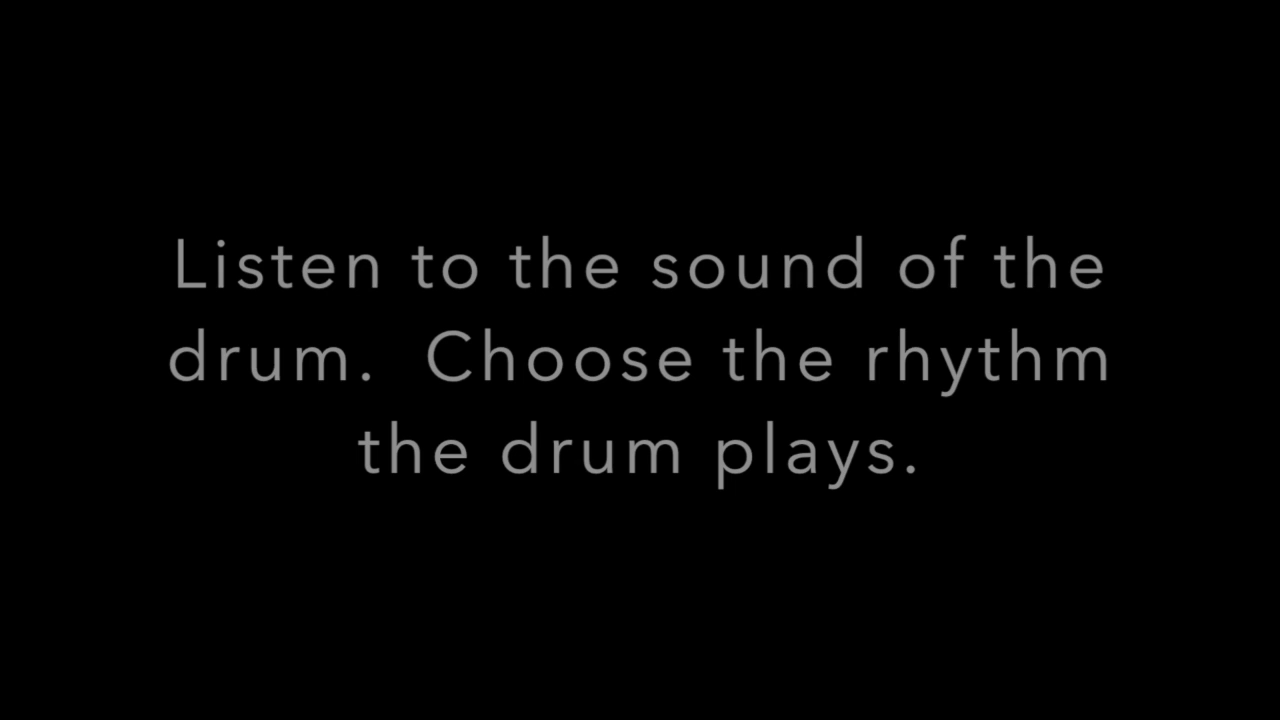 Listen to the sound of the
drum.  Choose the rhythm
the drum plays.